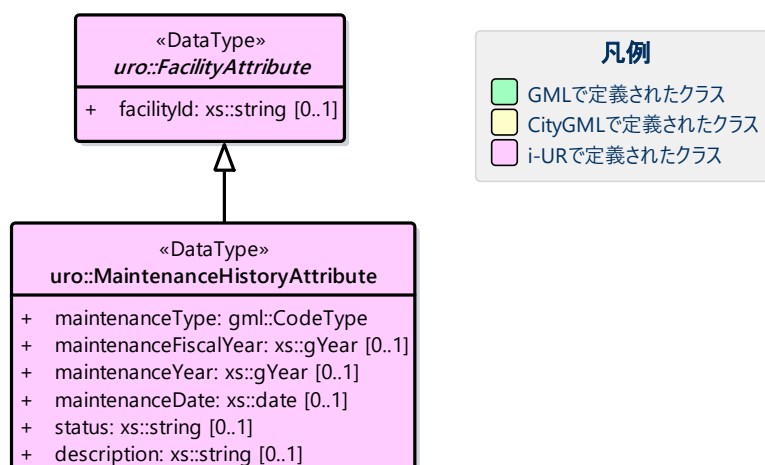 «DataType»
uro::FacilityAttribute
+ facilityId: xs::string [0..1]
凡例
GMLで定義されたクラス
CityGMLで定義されたクラス
i-URで定義されたクラス
«DataType»
uro::MaintenanceHistoryAttribute
+ maintenanceType: gml::CodeType
+ maintenanceFiscalYear: xs::gYear [0..1]
+ maintenanceYear: xs::gYear [0..1]
+ maintenanceDate: xs::date [0..1]
+ status: xs::string [0..1]
+ description: xs::string [0..1]